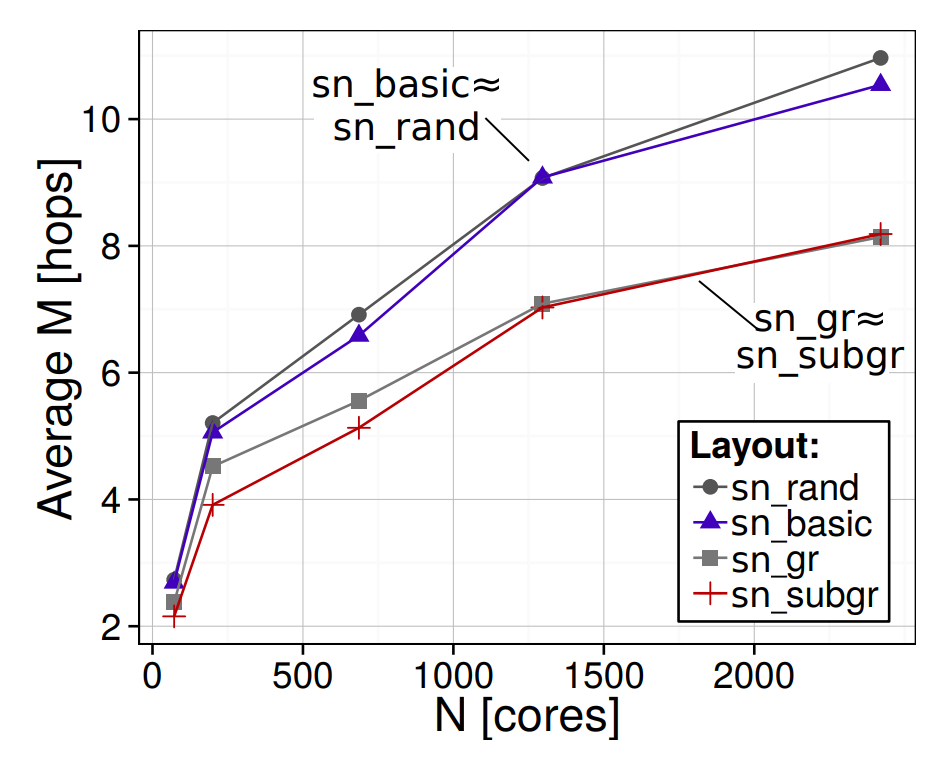 Average M [hops]
10
8
6
4
2
sn_basic≈
sn_rand
sn_gr≈
sn_subgr
Layout:
sn_rand
sn_basic
sn_gr
sn_subgr
0 500 1000 1500 2000
N [cores]